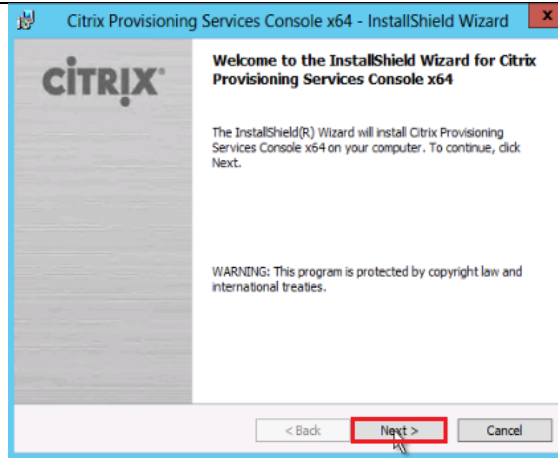 Citrix Provisioning Services Console x64 - InstallShield Wizard
x
CİTRỊX®
Welcome to the InstallShield Wizard for Citrix
Provisioning Services Console x64
The InstallShield(R) Wizard will install Citrix Provisioning
Services Console x64 on your computer. To continue, click
Next.
WARNING: This program is protected by copyright law and
international treaties.
< Back
Next >
Cancel